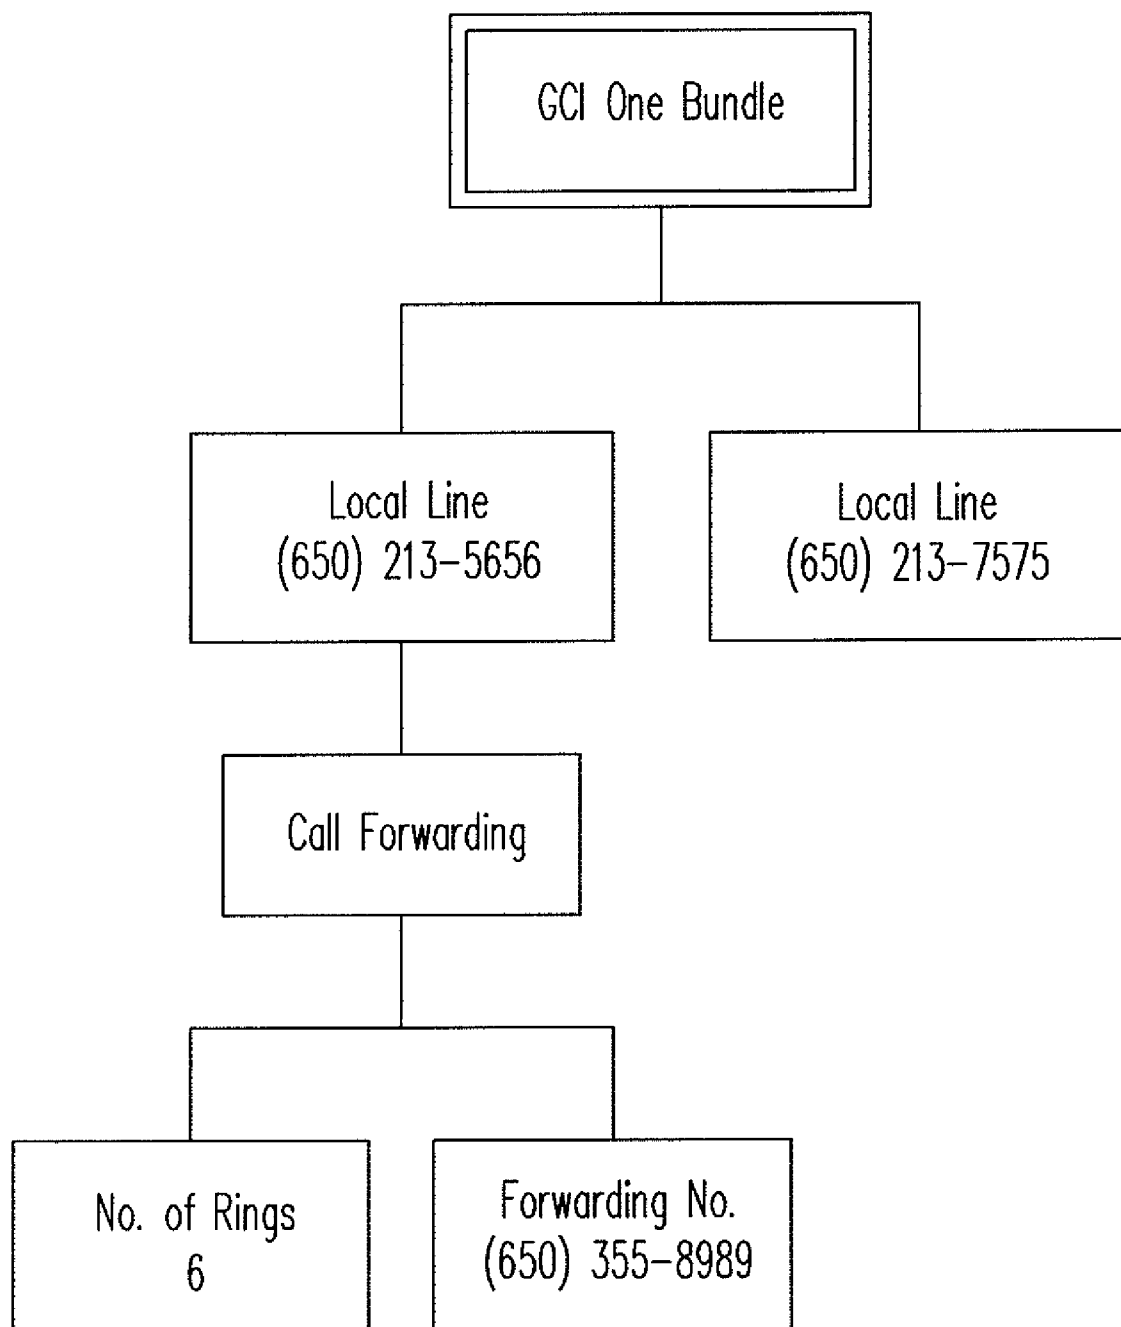 GCI One Bundle
Local Line
(650) 213-5656
Local Line
(650) 213-7575
Call Forwarding
No. of Rings
6
Forwarding No.
(650) 355-8989